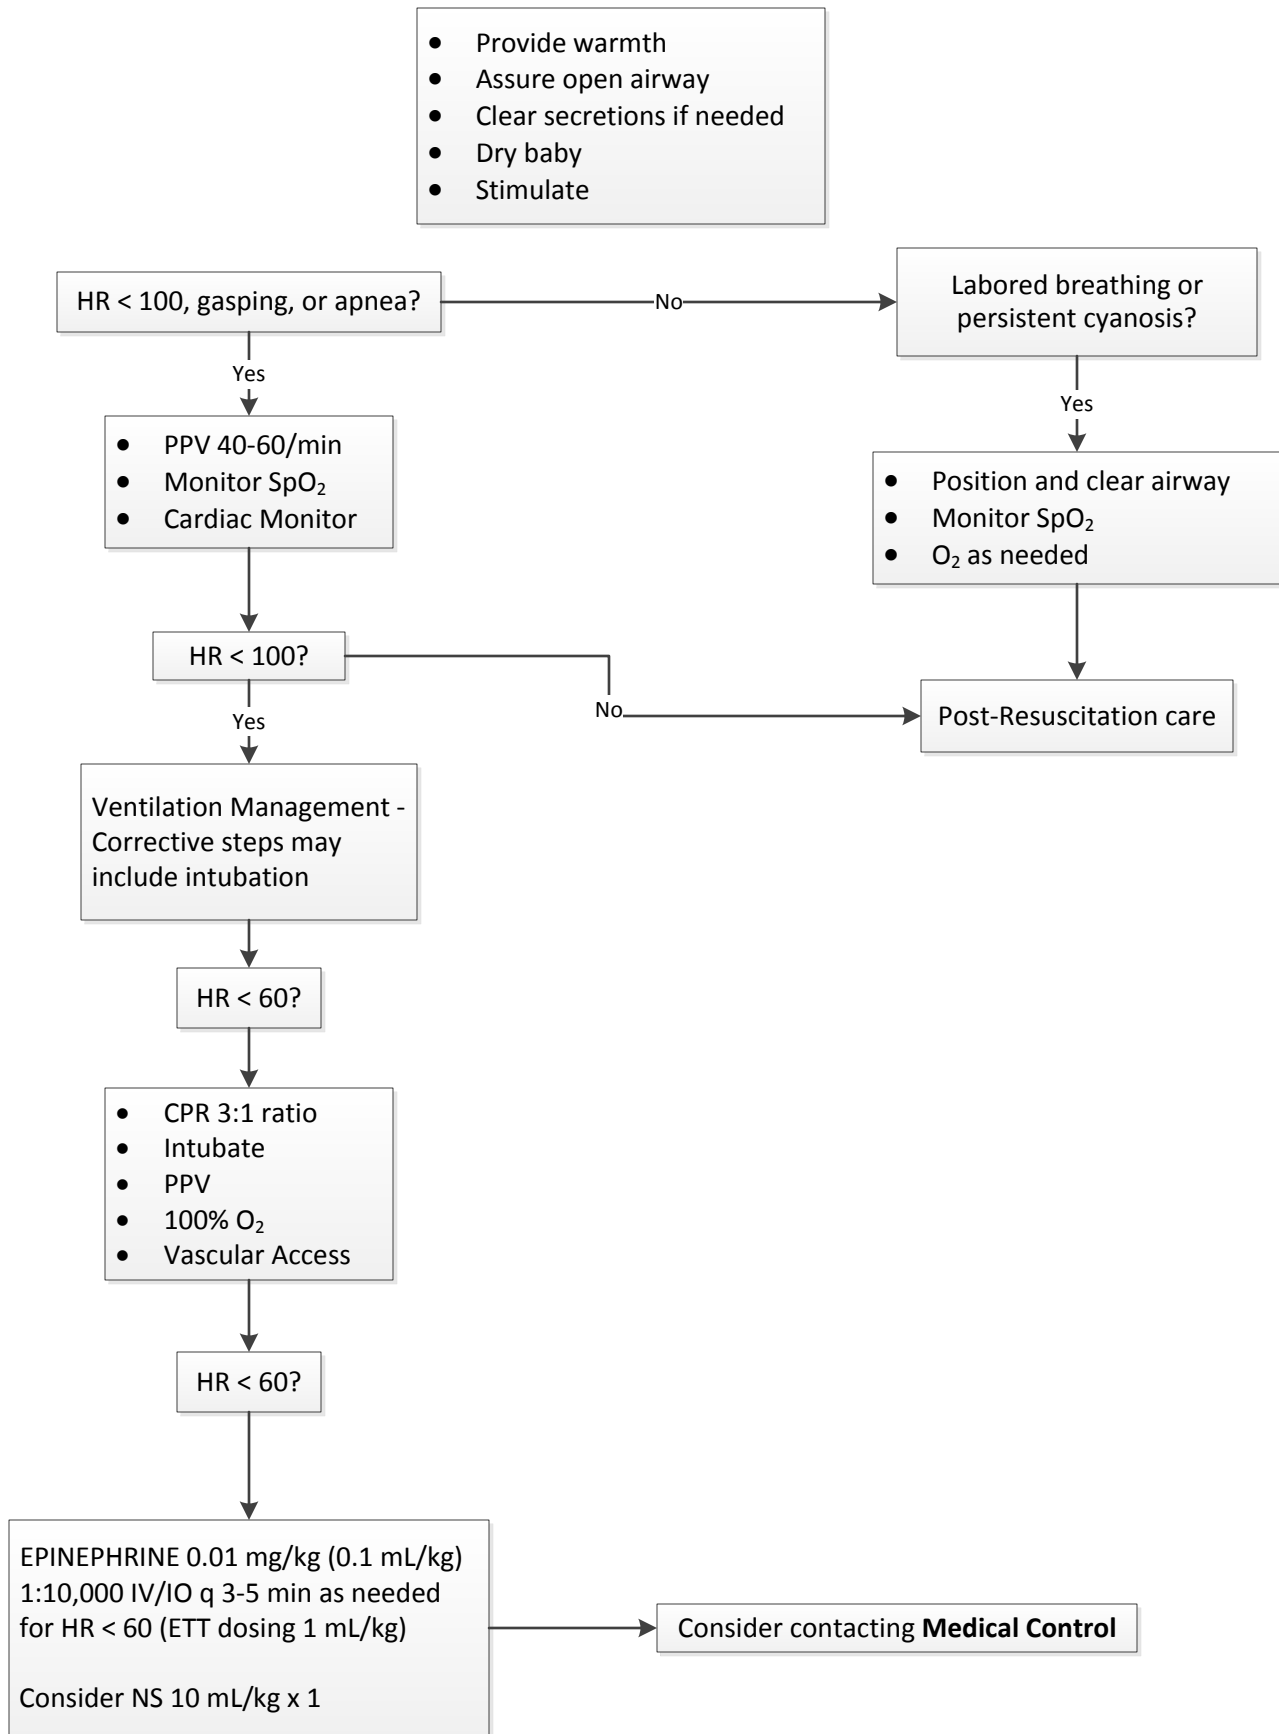 • Provide warmth
• Assure open airway
• Clear secretions if needed
• Dry baby
• Stimulate
HR < 100, gasping, or apnea?
No
Labored breathing or
persistent cyanosis?
Yes
Yes
• PPV 40-60/min
• Monitor SpO₂
• Cardiac Monitor
• Position and clear airway
• Monitor SpO₂
• O₂ as needed
HR < 100?
No
Post-Resuscitation care
Yes
Ventilation Management -
Corrective steps may
include intubation
HR < 60?
• CPR 3:1 ratio
• Intubate
• PPV
• 100% O₂
• Vascular Access
HR < 60?
EPINEPHRINE 0.01 mg/kg (0.1 mL/kg)
1:10,000 IV/IO q 3-5 min as needed
for HR < 60 (ETT dosing 1 mL/kg)
Consider NS 10 mL/kg x 1
Consider contacting Medical Control